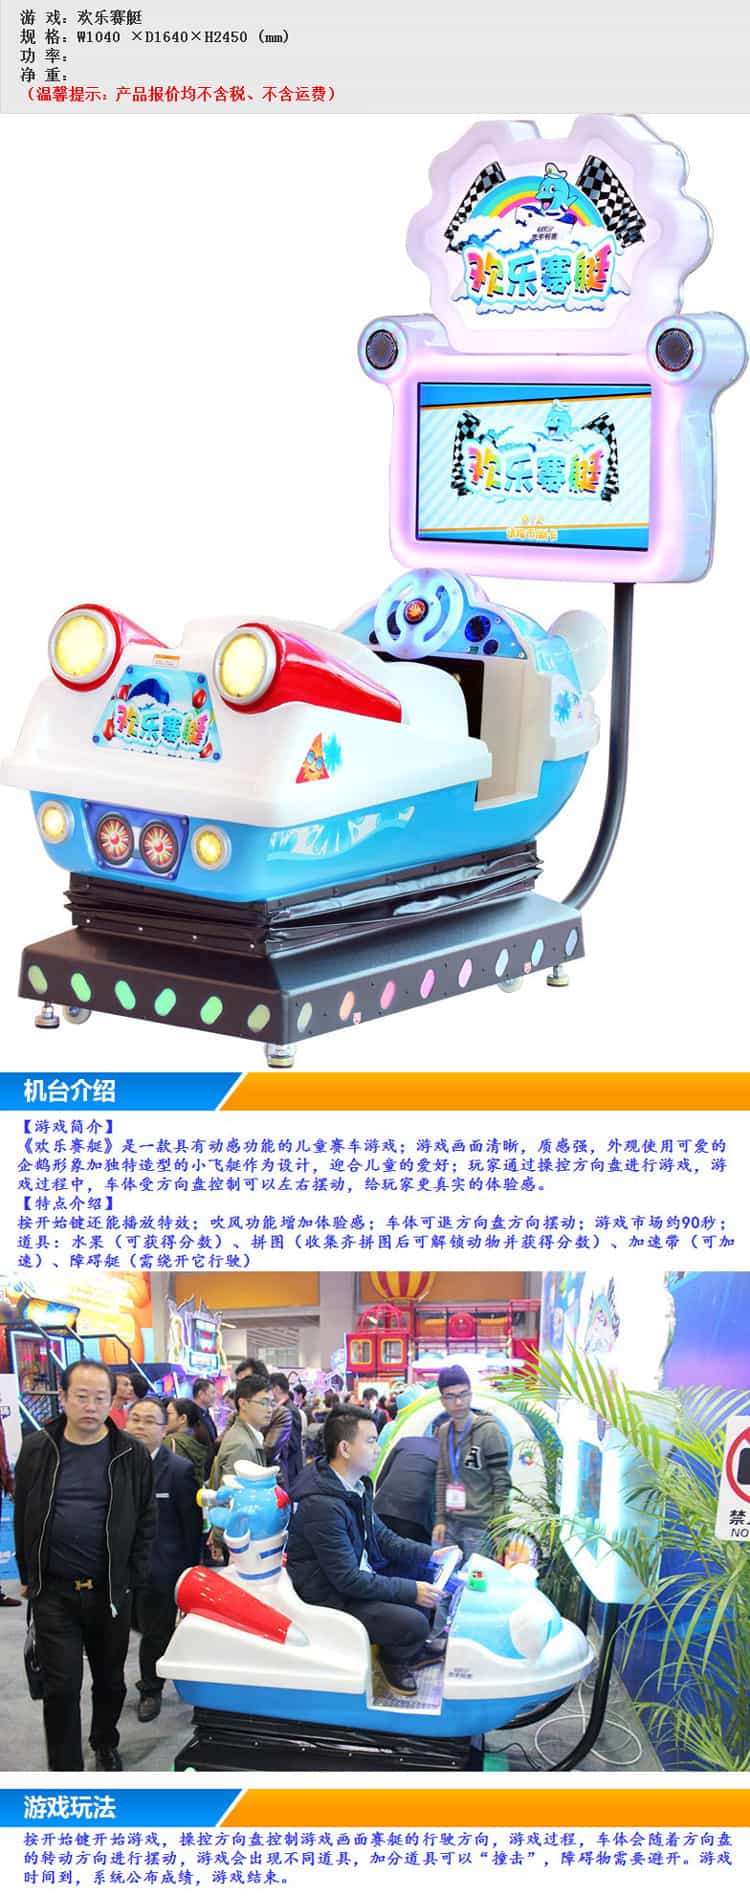 游 戏：欢乐赛艇
规 格：W1040 ×D1640×H2450 (mm)
功 率：
净 重：
（温馨提示：产品报价均不含税、不含运费）
欢乐赛艇
欢乐赛艇
欢乐赛艇
机台介绍
【游戏简介】
《欢乐赛艇》是一款具有动感功能的儿童赛车游戏；游戏画面清晰，质感强，外观使用可爱的
企鹤形象加独特造型的小飞艇作为设计，迎合儿童的爱好；玩家通过操控方向盘进行游戏，游
戏过程中，车体受方向盘控制可以左右摆动，给玩家更真实的体验感。
【特点介绍】
按开始键还能播放特效；吹风功能增加体验感；车体可退方向盘方向摆动；游戏市场约90秒；
道具：水果（可获得分数）、拼图（收集齐拼图后可解锁动物并获得分数）、加速带（可加
速）、障碍艇（需绕开它行驶）
禁
NO
游戏玩法
按开始键开始游戏，操控方向盘控制游戏画面赛艇的行驶方向，游戏过程，车体会随着方向盘
的转动方向进行摆动，游戏会出现不同道具，加分道具可以“撞击”，障碍物需要避开。游戏
时间到，系统公布成绩，游戏结束。